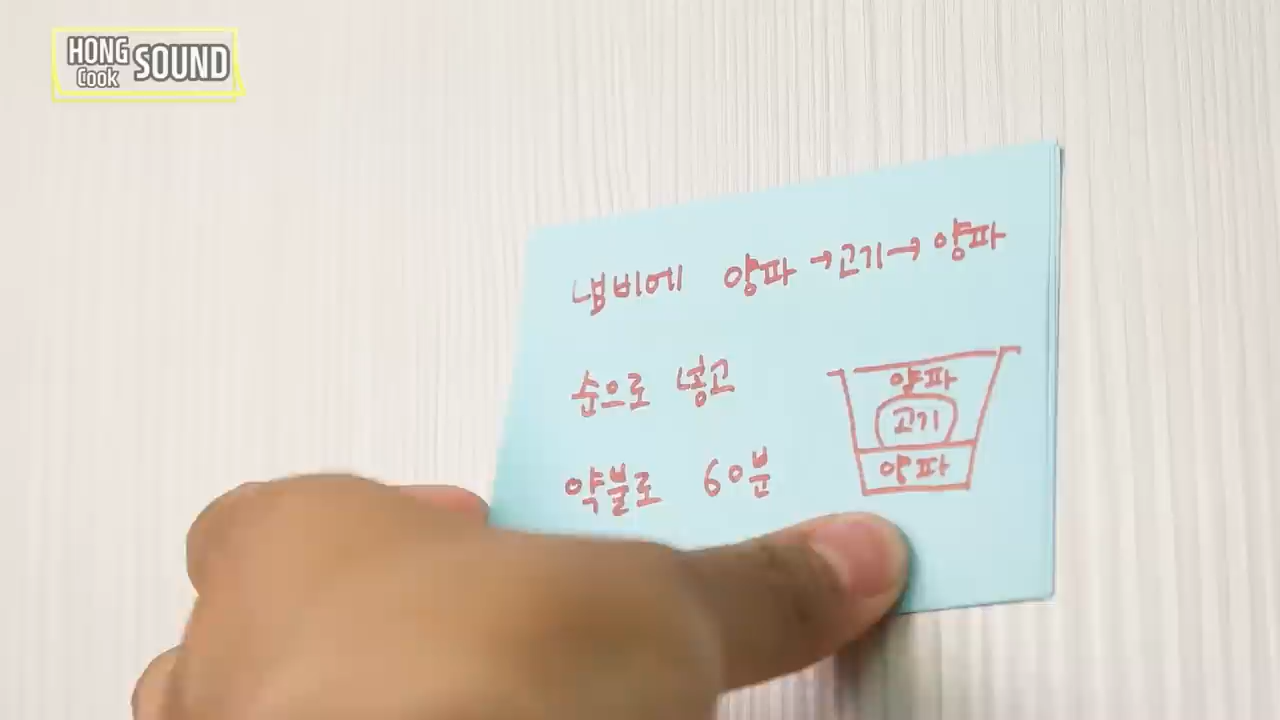 HONG Cook SOUND
냄비에 양파→고기→양파
순으로 넣고
약불로 60분
양파
고기
양파